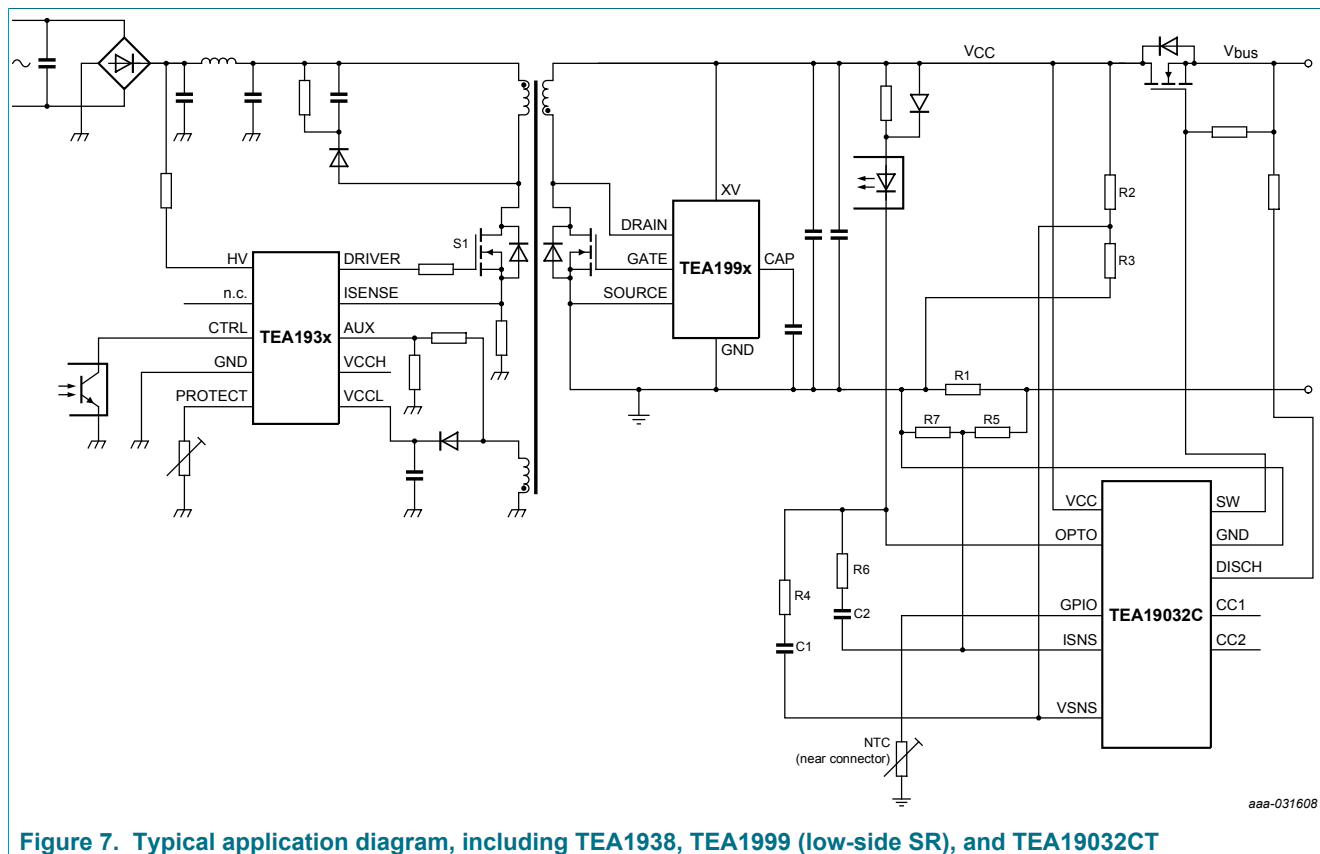 VCC
Vbus
R2
R3
XV
DRAIN
GATE
SOURCE
TEA199x
CAP
GND
S1
HV
n.c.
CTRL
GND
PROTECT
TEA193x
DRIVER
ISENSE
AUX
VCCH
VCCL
R1
R7
R5
R4
C1
R6
C2
VCC
OPTO
GPIO
ISNS
VSNS
TEA19032C
SW
GND
DISCH
CC1
CC2
NTC
(near connector)
aaa-031608
Figure 7. Typical application diagram, including TEA1938, TEA1999 (low-side SR), and TEA19032CT